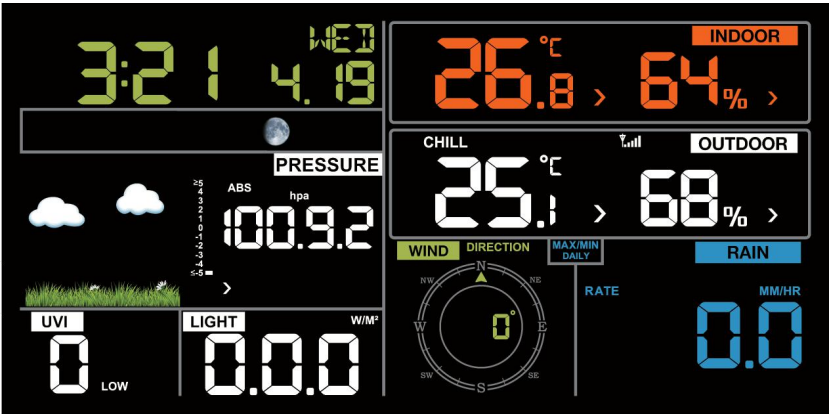 3:21
WED
4.19
PRESSURE
≥5
4
3
2
1
0
-1
-2
-3
-4
≤-5
ABS
hpa
100.9.2
UVI
0
LOW
LIGHT
W/M²
0.0.0
INDOOR
26.8 °C
64%
CHILL
OUTDOOR
25.1 °C
68%
WIND DIRECTION
MAX/MIN
DAILY
N
NE
E
SE
S
SW
W
NW
0°
RAIN
RATE
MM/HR
0.0